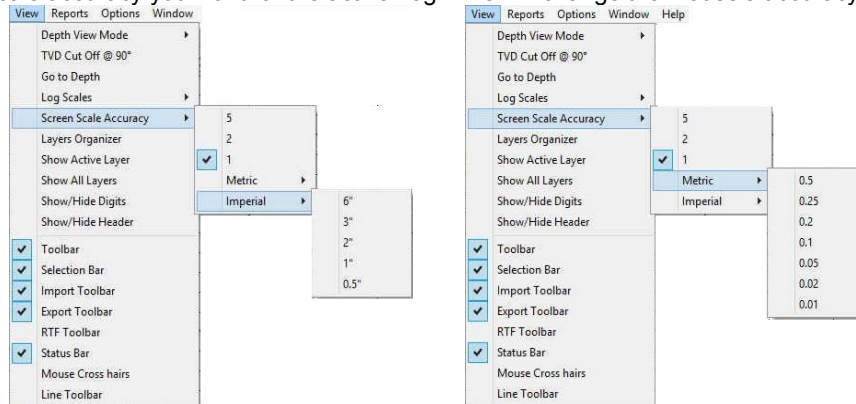 View Reports Options Window
Depth View Mode
TVD Cut Off @ 90°
Go to Depth
Log Scales
Screen Scale Accuracy
Layers Organizer
Show Active Layer
Show All Layers
Show/Hide Digits
Show/Hide Header
Toolbar
Selection Bar
Import Toolbar
Export Toolbar
RTF Toolbar
Status Bar
Mouse Cross hairs
Line Toolbar
5
2
1
Metric
Imperial
6"
3"
2"
1"
0.5"
View Reports Options Window Help
Depth View Mode
TVD Cut Off @ 90°
Go to Depth
Log Scales
Screen Scale Accuracy
Layers Organizer
Show Active Layer
Show All Layers
Show/Hide Digits
Show/Hide Header
Toolbar
Selection Bar
Import Toolbar
Export Toolbar
RTF Toolbar
Status Bar
Mouse Cross hairs
Line Toolbar
5
2
1
Metric
Imperial
0.5
0.25
0.2
0.1
0.05
0.02
0.01